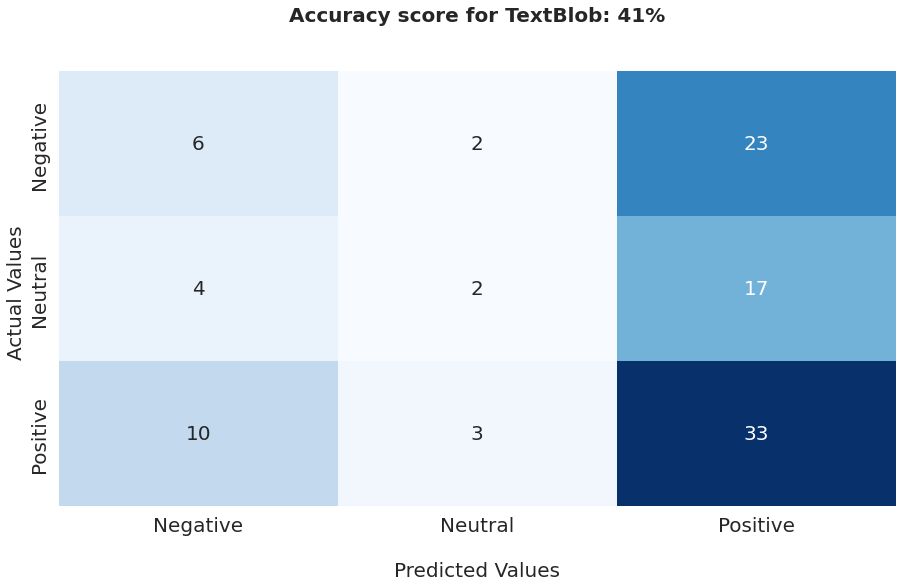 Accuracy score for TextBlob: 41%
Actual Values
Negative
6 2 23
Neutral
4 2 17
Positive
10 3 33
Negative Neutral Positive
Predicted Values